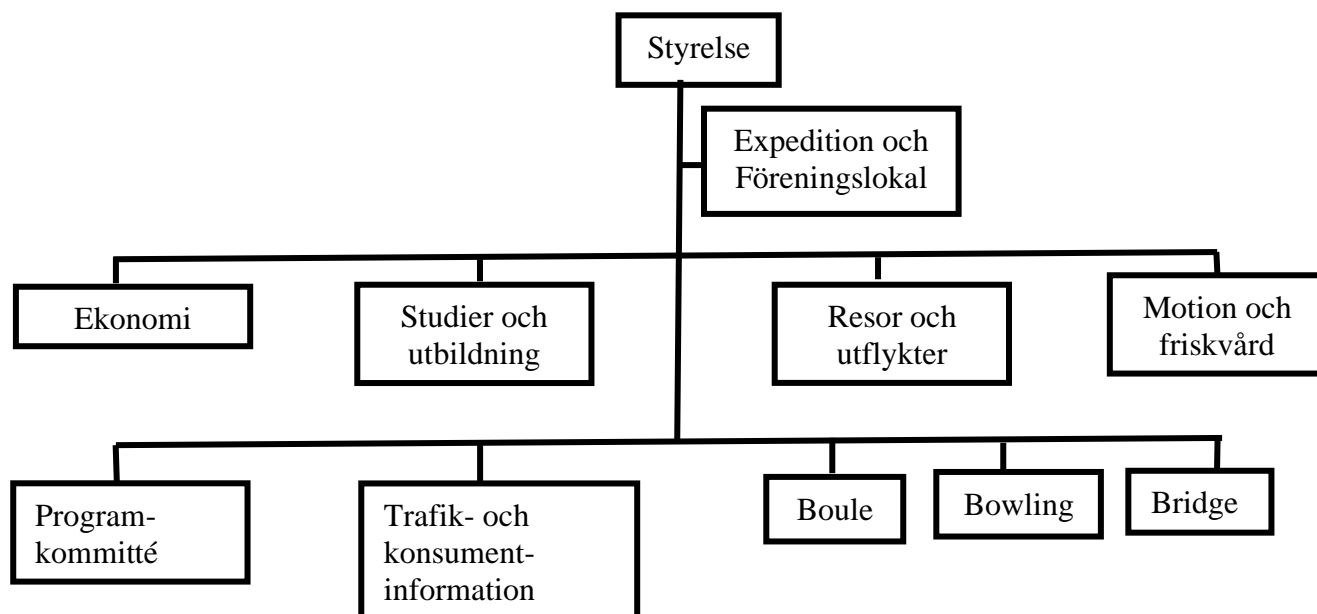 Styrelse
Expedition och
Föreningslokal
Ekonomi
Studier och
utbildning
Resor och
utflykter
Motion och
friskvård
Program-
kommitté
Trafik- och
konsument-
information
Boule
Bowling
Bridge